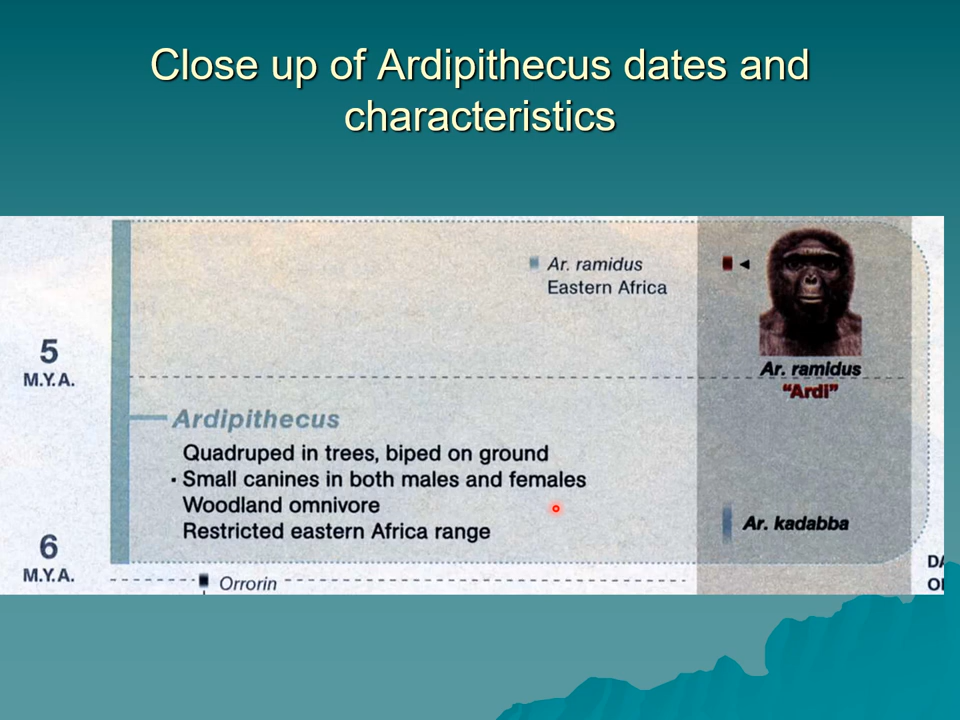 Close up of Ardipithecus dates and
characteristics
Ar. ramidus
Eastern Africa
5
M.Y.A.
Ar. ramidus
“Ardi”
Ardipithecus
Quadruped in trees, biped on ground
· Small canines in both males and females
Woodland omnivore
Restricted eastern Africa range
Ar. kadabba
6
M.Y.A.
Orrorin